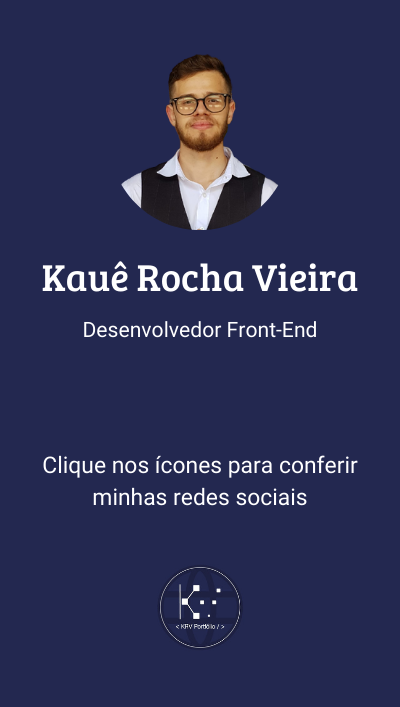 Kauê Rocha Vieira
Desenvolvedor Front-End
Clique nos ícones para conferir
minhas redes sociais
< KRV Portfólio / >